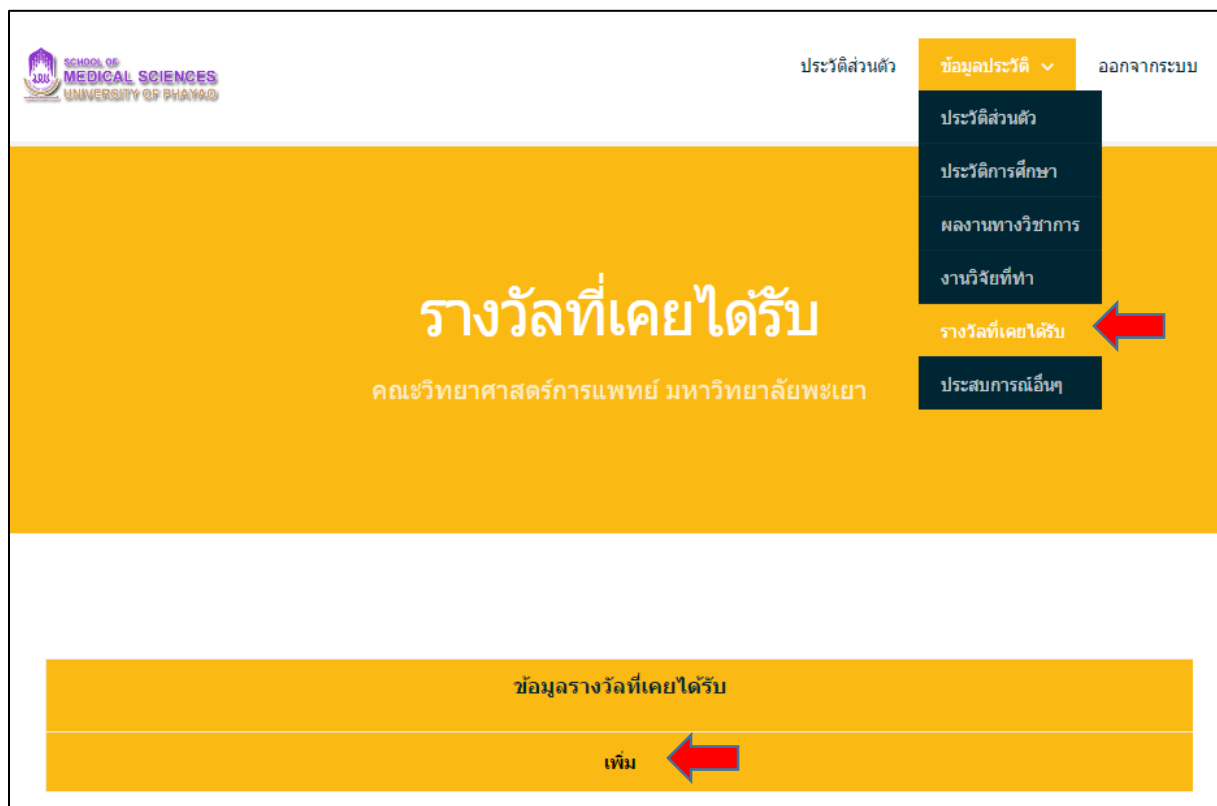 SCHOOL OF
MEDICAL SCIENCES
UNIVERSITY OF PHAYAO
ประวัติส่วนตัว
ข้อมูลประวัติ
ออกจากระบบ
ประวัติส่วนตัว
ประวัติการศึกษา
ผลงานทางวิชาการ
งานวิจัยที่ทำ
รางวัลที่เคยได้รับ
ประสบการณ์อื่นๆ
รางวัลที่เคยได้รับ
คณะวิทยาศาสตร์การแพทย์ มหาวิทยาลัยพะเยา
ข้อมูลรางวัลที่เคยได้รับ
เพิ่ม